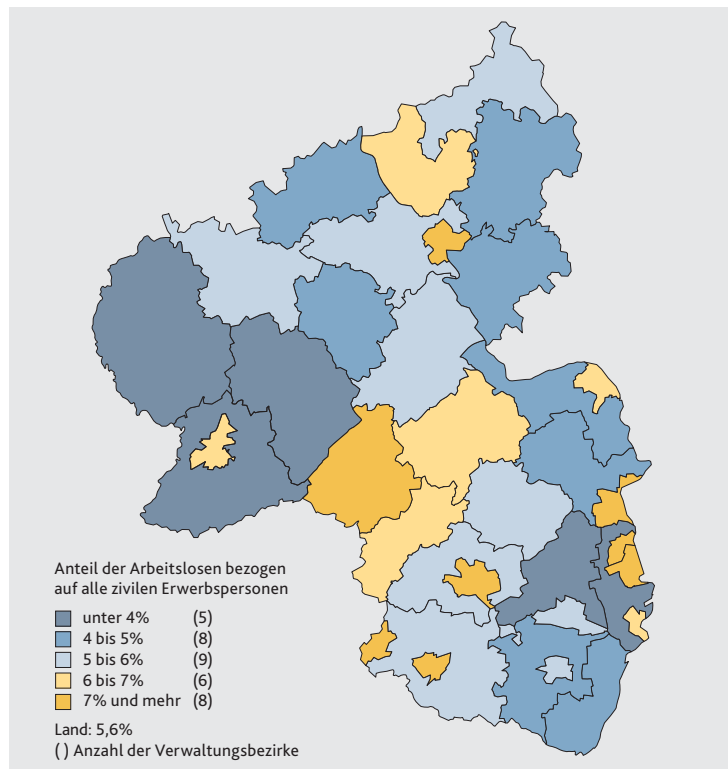 Anteil der Arbeitslosen bezogen
auf alle zivilen Erwerbspersonen
unter 4% (5)
4 bis 5% (8)
5 bis 6% (9)
6 bis 7% (6)
7% und mehr (8)
Land: 5,6%
( ) Anzahl der Verwaltungsbezirke